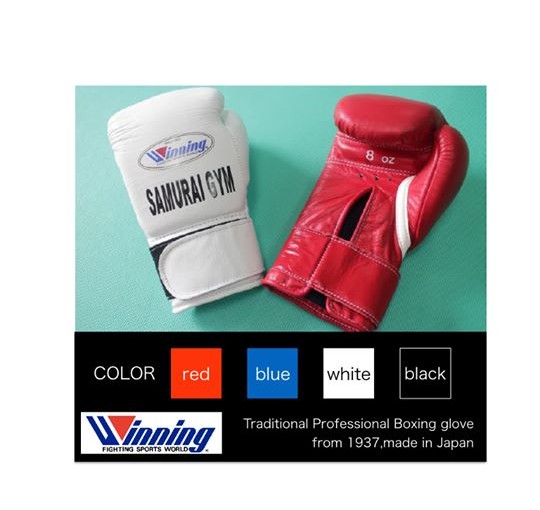 Winning
SAMURAI GYM
8 oz
COLOR red blue white black
Winning
FIGHTING SPORTS WORLD
Traditional Professional Boxing glove
from 1937,made in Japan